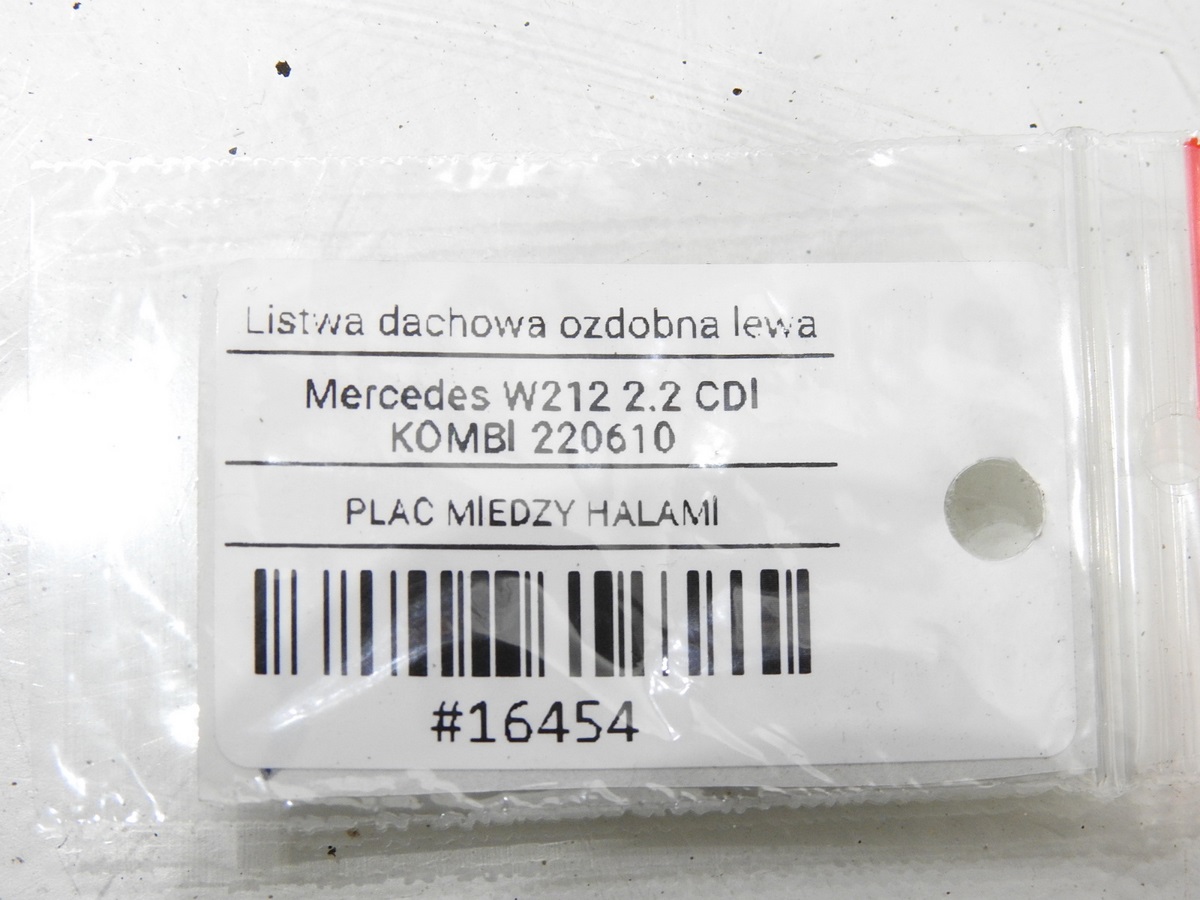 Listwa dachowa ozdobna lewa
Mercedes W212 2.2 CDI
KOMBI 220610
PLAC MIEDZY HALAMI
#16454